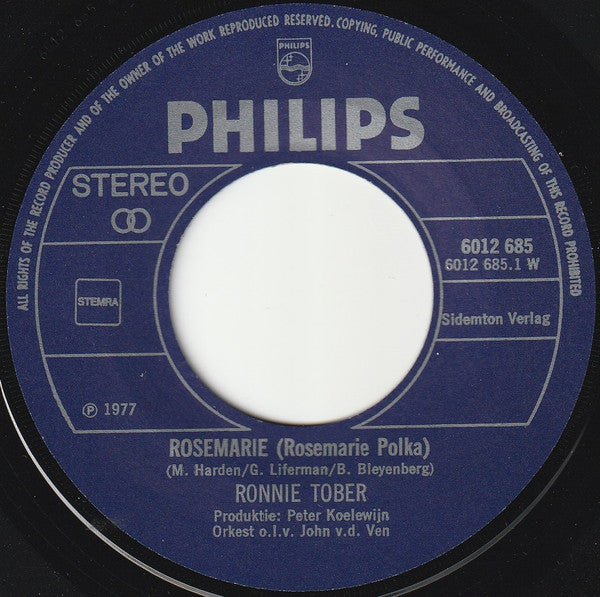 ALL RIGHTS OF THE RECORD PRODUCER AND OF THE OWNER OF THE WORK REPRODUCED RESERVED. COPYING, PUBLIC PERFORMANCE AND BROADCASTING OF THIS RECORD PROHIBITED
PHILIPS
PHILIPS
STEREO
6012 685
6012 685.1 W
STEMRA
Sidemton Verlag
℗ 1977
ROSEMARIE (Rosemarie Polka)
(M. Harden/G. Liferman/B. Bleyenberg)
RONNIE TOBER
Produktie: Peter Koelewijn
Orkest o.l.v. John v.d. Ven